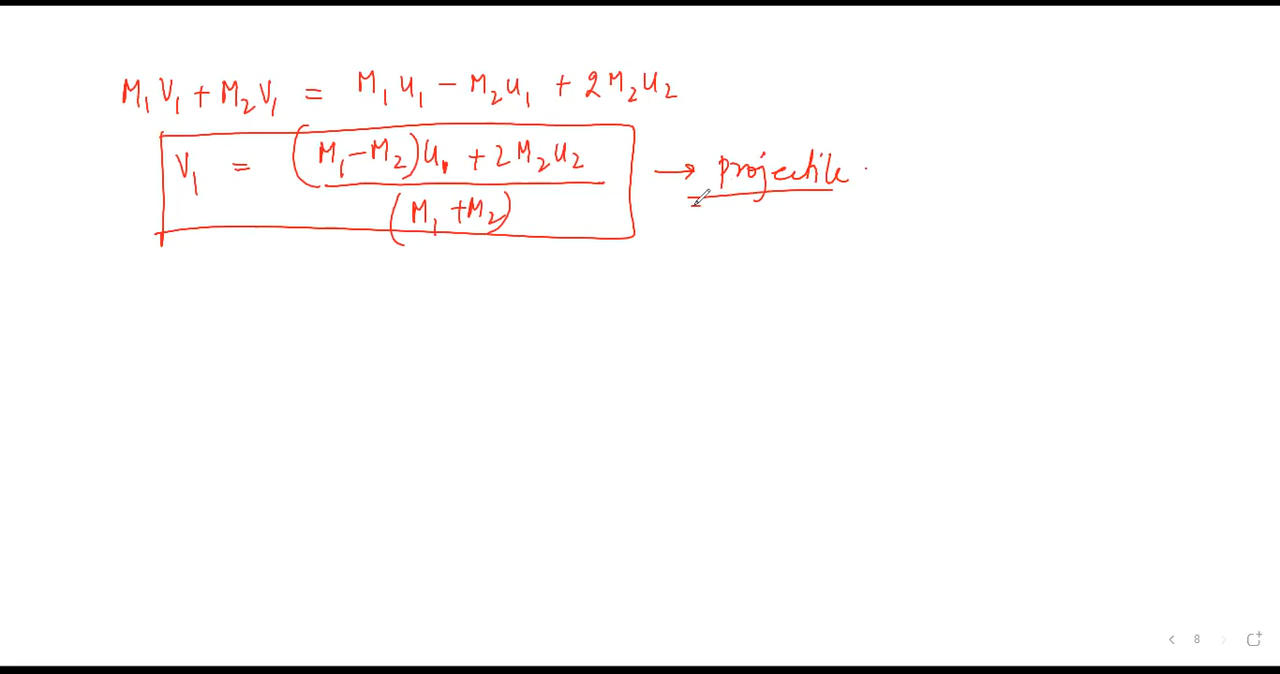 M₁V₁ + M₂V₁ = M₁u₁ - M₂u₁ + 2M₂u₂
V₁ = (M₁-M₂)u₁ + 2M₂u₂ → projectile.
(M₁ + M₂)
8